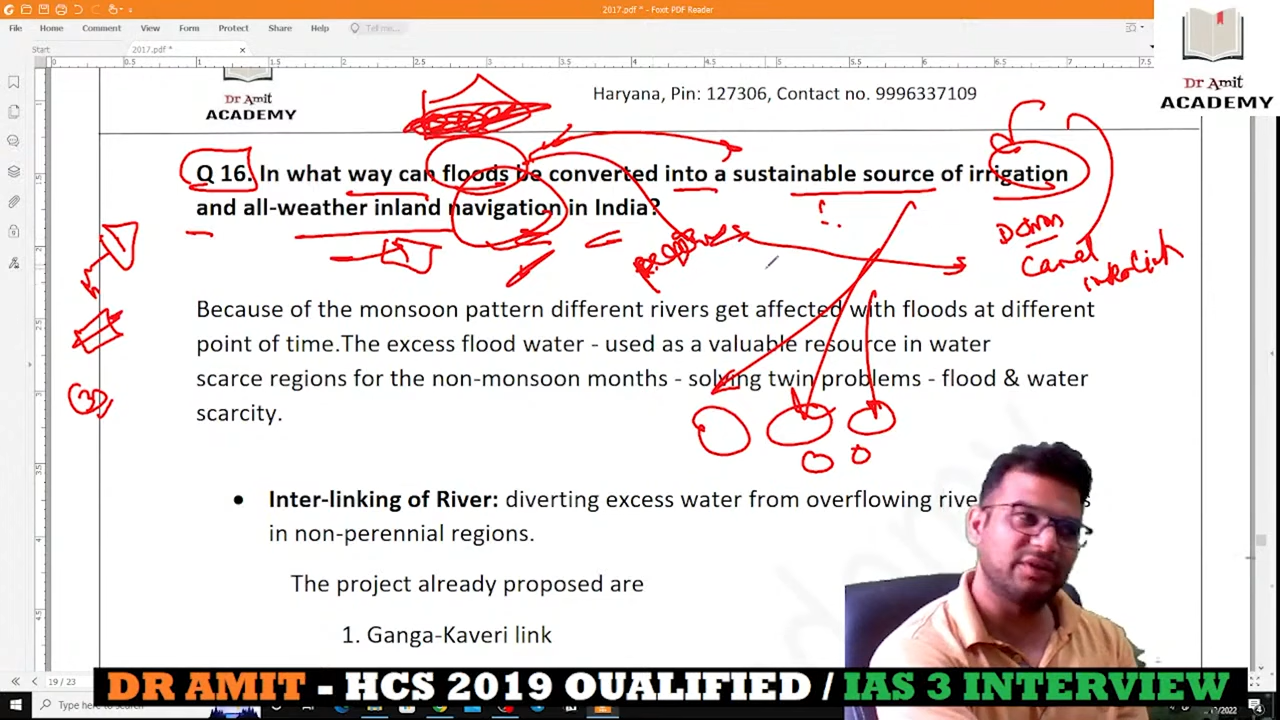 2017.pdf * - Foxit PDF Reader
File Home Comment View Form Protect Share Help Tell me...
Start 2017.pdf *
Dr Amit
ACADEMY
Haryana, Pin: 127306, Contact no. 9996337109
Dr Amit
ACADEMY
Q 16. In what way can floods be converted into a sustainable source of irrigation
and all-weather inland navigation in India?
Dam
Canal
interlink
Because of the monsoon pattern different rivers get affected with floods at different
point of time.The excess flood water - used as a valuable resource in water
scarce regions for the non-monsoon months - solving twin problems - flood & water
scarcity.
• Inter-linking of River: diverting excess water from overflowing
in non-perennial regions.
The project already proposed are
1. Ganga-Kaveri link
19 / 23
DR AMIT - HCS 2019 QUALIFIED / IAS 3 INTERVIEW
Type here to search